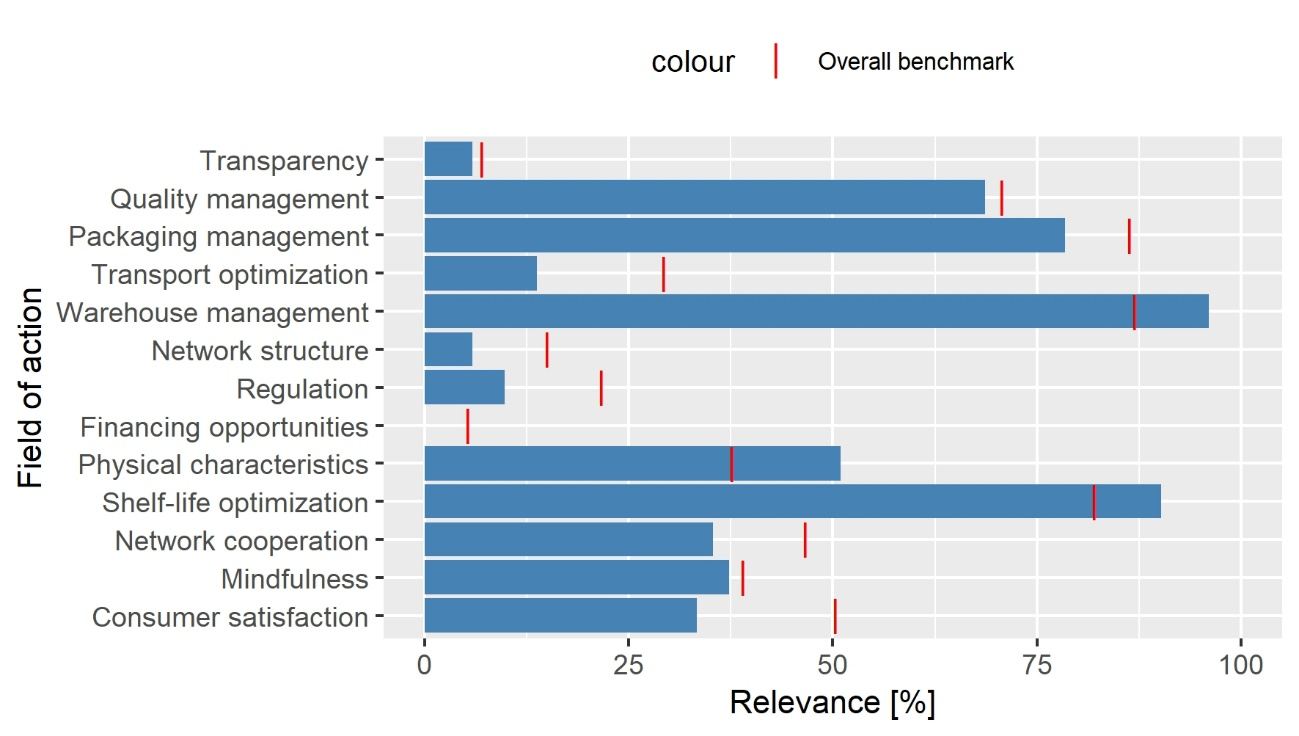 colour Overall benchmark
Transparency
Quality management
Packaging management
Transport optimization
Warehouse management
Network structure
Regulation
Financing opportunities
Physical characteristics
Shelf-life optimization
Network cooperation
Mindfulness
Consumer satisfaction
Field of action
0 25 50 75 100
Relevance [%]